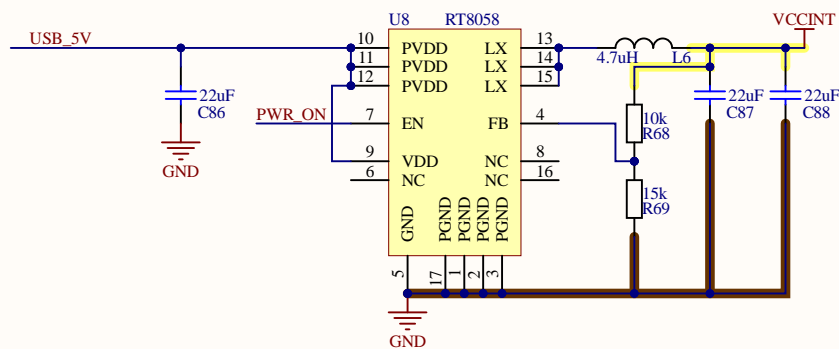 U8 RT8058 VCCINT
USB_5V 10 PVDD LX 13
11 PVDD LX 14 4.7uH L6
12 PVDD LX 15
22uF
C86
22uF
C87
22uF
C88
PWR_ON 7 EN FB 4
10k
R68
9 VDD NC 8
6 NC NC 16
GND
15k
R69
GND PGND PGND PGND PGND
5 17 1 2 3
GND